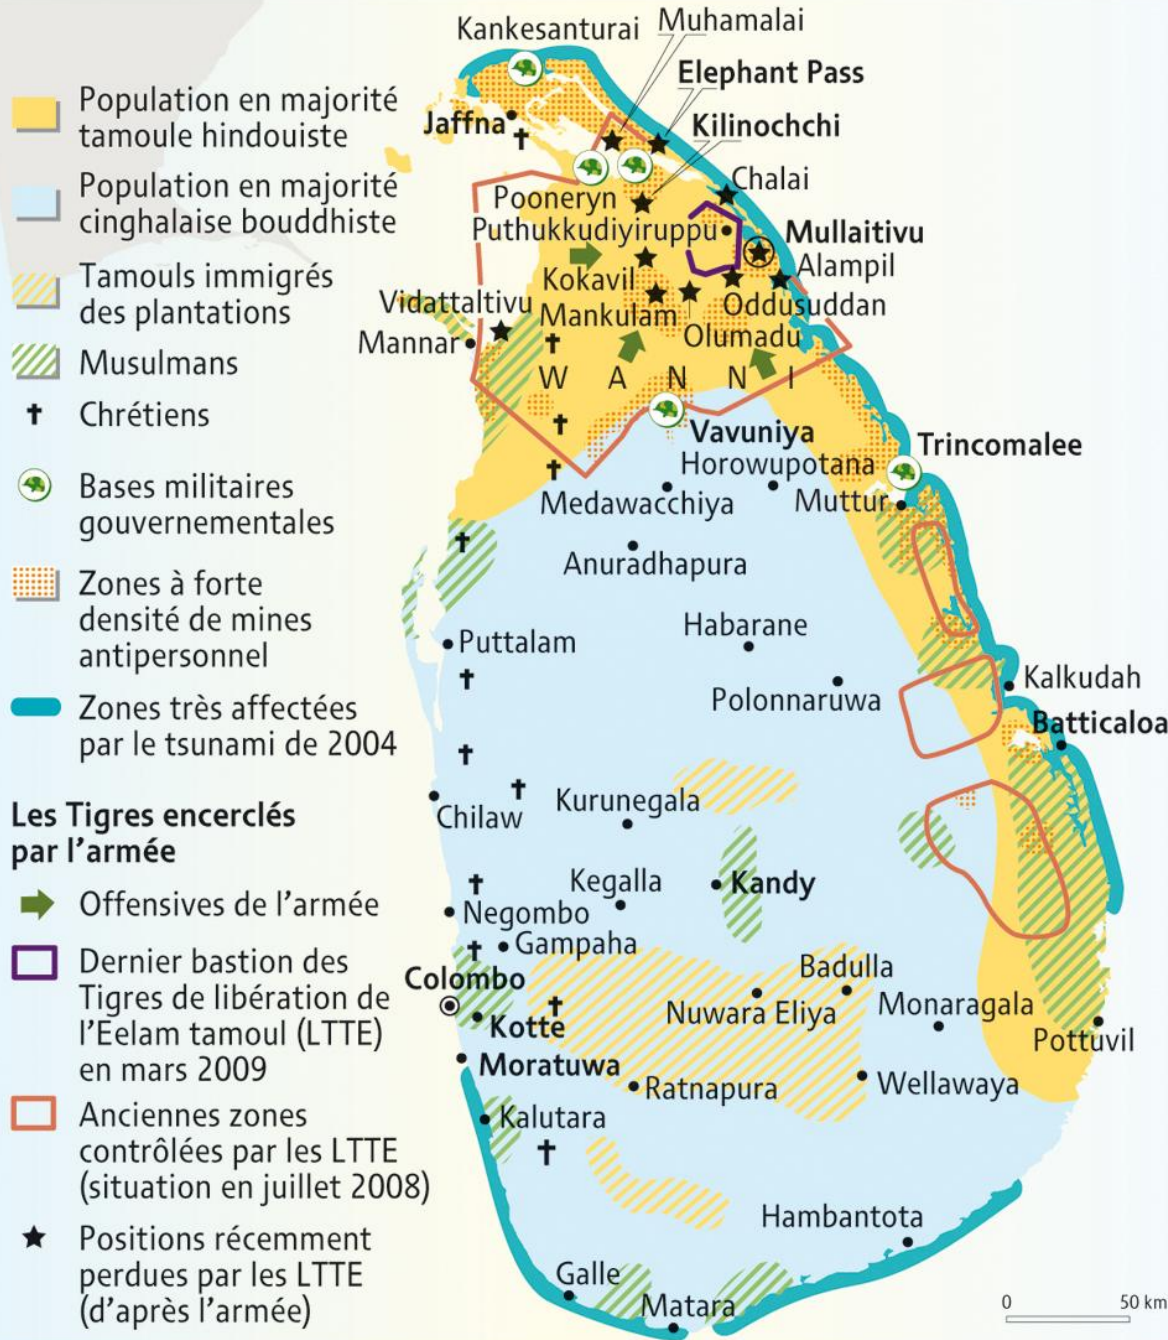 Population en majorité
tamoule hindouiste
Population en majorité
cinghalaise bouddhiste
Tamouls immigrés
des plantations
Musulmans
Chrétiens
Bases militaires
gouvernementales
Zones à forte
densité de mines
antipersonnel
Zones très affectées
par le tsunami de 2004
Les Tigres encerclés
par l'armée
Offensives de l'armée
Dernier bastion des
Tigres de libération de
l'Eelam tamoul (LTTE)
en mars 2009
Anciennes zones
contrôlées par les LTTE
(situation en juillet 2008)
Positions récemment
perdues par les LTTE
(d'après l'armée)
Kankesanturai
Muhamalai
Elephant Pass
Jaffna
Kilinochchi
Chalai
Pooneryn
Puthukkudiyiruppu
Mullaitivu
Alampil
Kokavil
Vidattaltivu
Mankulam
Oddusuddan
Mannar
Olumadu
WANNI
Vavuniya
Trincomalee
Horowupotana
Medawacchiya
Muttur
Anuradhapura
Habarane
Puttalam
Kalkudah
Polonnaruwa
Batticaloa
Kurunegala
Chilaw
Kegalla
Kandy
Negombo
Gampaha
Colombo
Badulla
Nuwara Eliya
Monaragala
Kotte
Pottuvil
Moratuwa
Ratnapura
Wellawaya
Kalutara
Hambantota
Galle
Matara
0 50 km